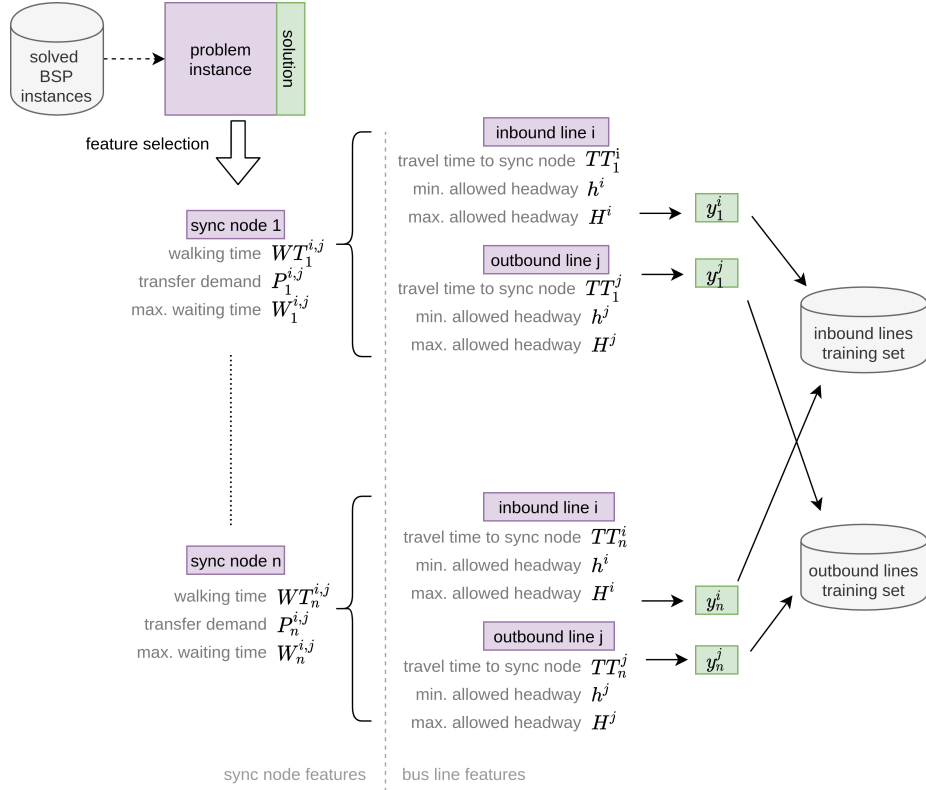 solved
BSP
instances
problem
instance
solution
feature selection
sync node 1
walking time $WT_1^{i,j}$
transfer demand $P_1^{i,j}$
max. waiting time $W_1^{i,j}$
inbound line i
travel time to sync node $TT_1^{\mathrm{i}}$
min. allowed headway $h^i$
max. allowed headway $H^i$
$y_1^i$
outbound line j
travel time to sync node $TT_1^j$
min. allowed headway $h^j$
max. allowed headway $H^j$
$y_1^j$
inbound lines
training set
sync node n
walking time $WT_n^{i,j}$
transfer demand $P_n^{i,j}$
max. waiting time $W_n^{i,j}$
inbound line i
travel time to sync node $TT_n^i$
min. allowed headway $h^i$
max. allowed headway $H^i$
$y_n^i$
outbound line j
travel time to sync node $TT_n^j$
min. allowed headway $h^j$
max. allowed headway $H^j$
$y_n^j$
outbound lines
training set
sync node features
bus line features